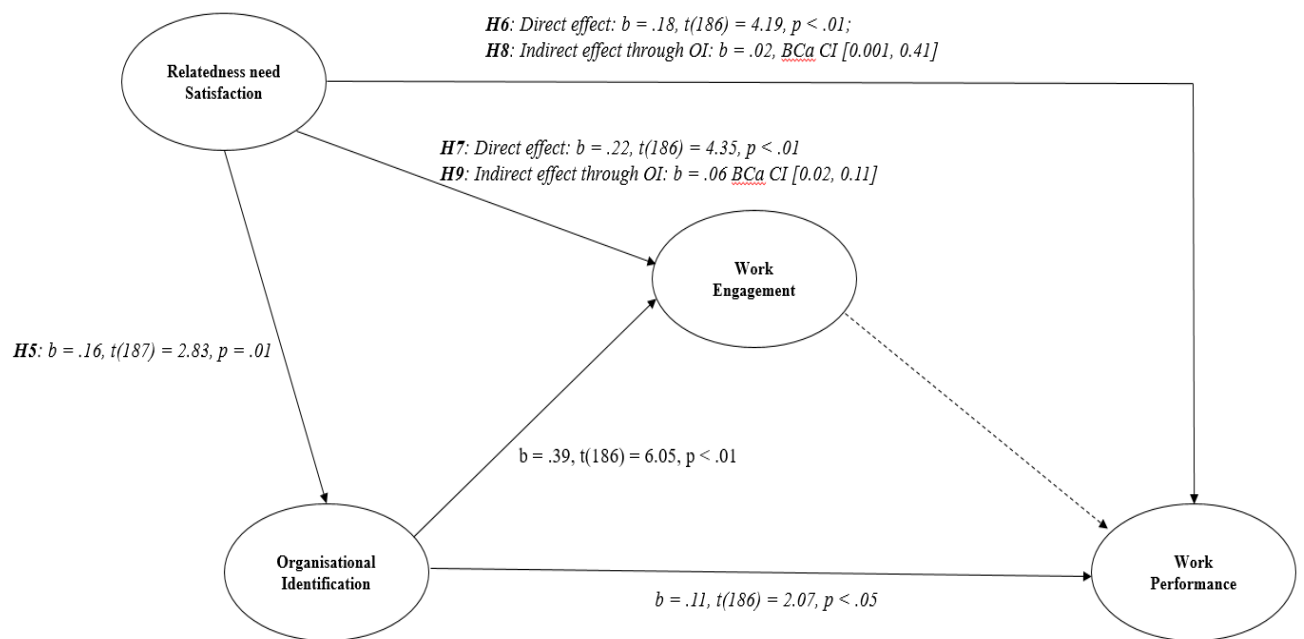 H6: Direct effect: b = .18, t(186) = 4.19, p < .01;
H8: Indirect effect through OI: b = .02, BCa CI [0.001, 0.41]
Relatedness need
Satisfaction
H7: Direct effect: b = .22, t(186) = 4.35, p < .01
H9: Indirect effect through OI: b = .06 BCa CI [0.02, 0.11]
Work
Engagement
H5: b = .16, t(187) = 2.83, p = .01
b = .39, t(186) = 6.05, p < .01
Organisational
Identification
Work
Performance
b = .11, t(186) = 2.07, p < .05